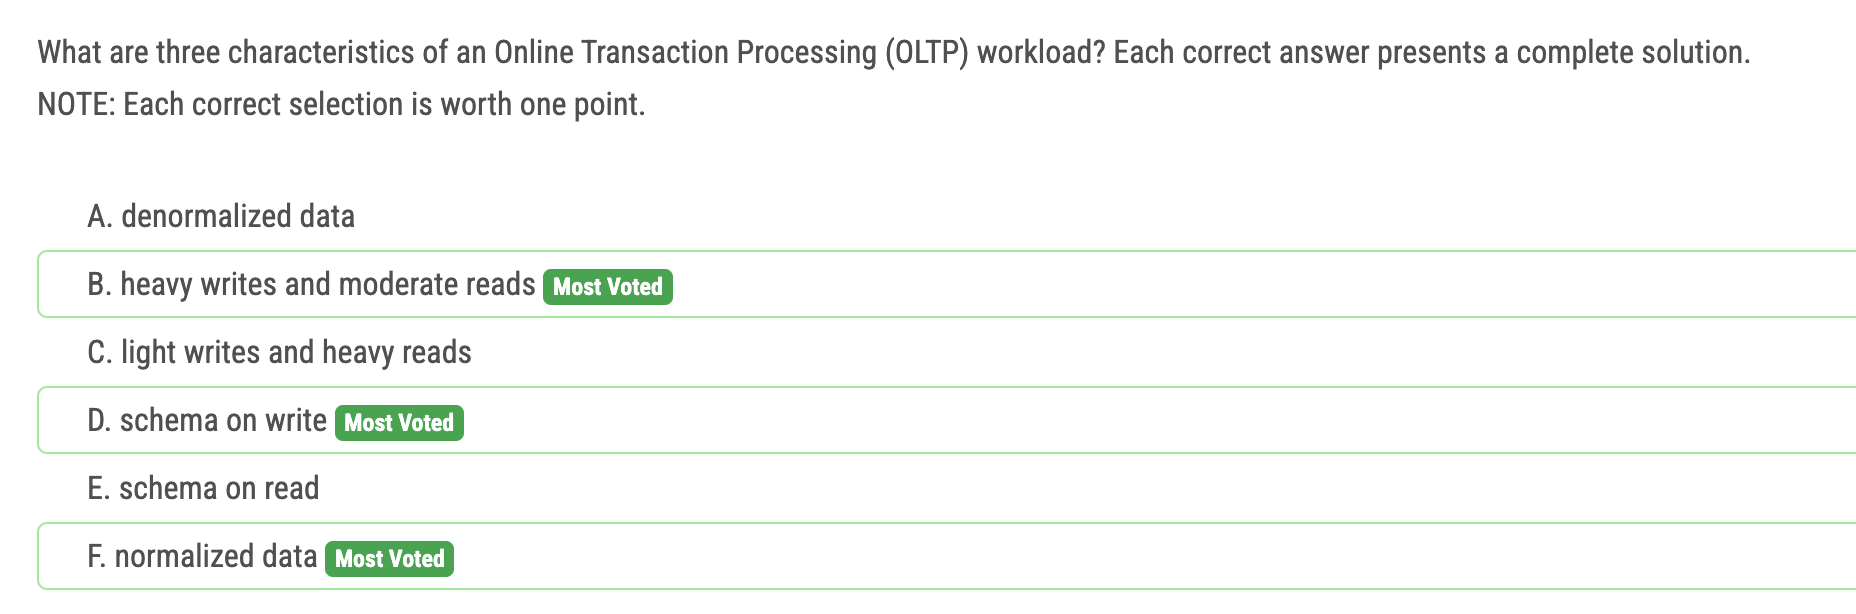 What are three characteristics of an Online Transaction Processing (OLTP) workload? Each correct answer presents a complete solution.
NOTE: Each correct selection is worth one point.
A. denormalized data
B. heavy writes and moderate reads Most Voted
C. light writes and heavy reads
D. schema on write Most Voted
E. schema on read
F. normalized data Most Voted